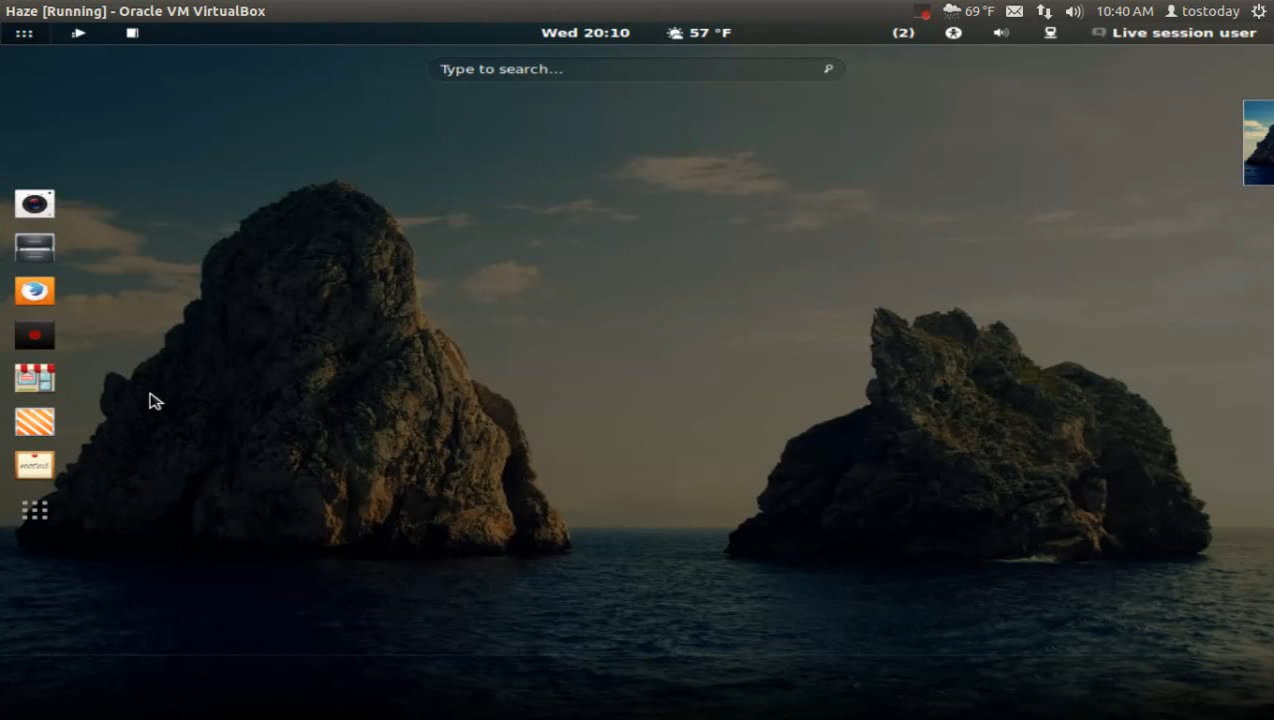 Haze [Running] - Oracle VM VirtualBox
69 °F
10:40 AM
tostoday
Wed 20:10
57 °F
(2)
Live session user
Type to search...
notes